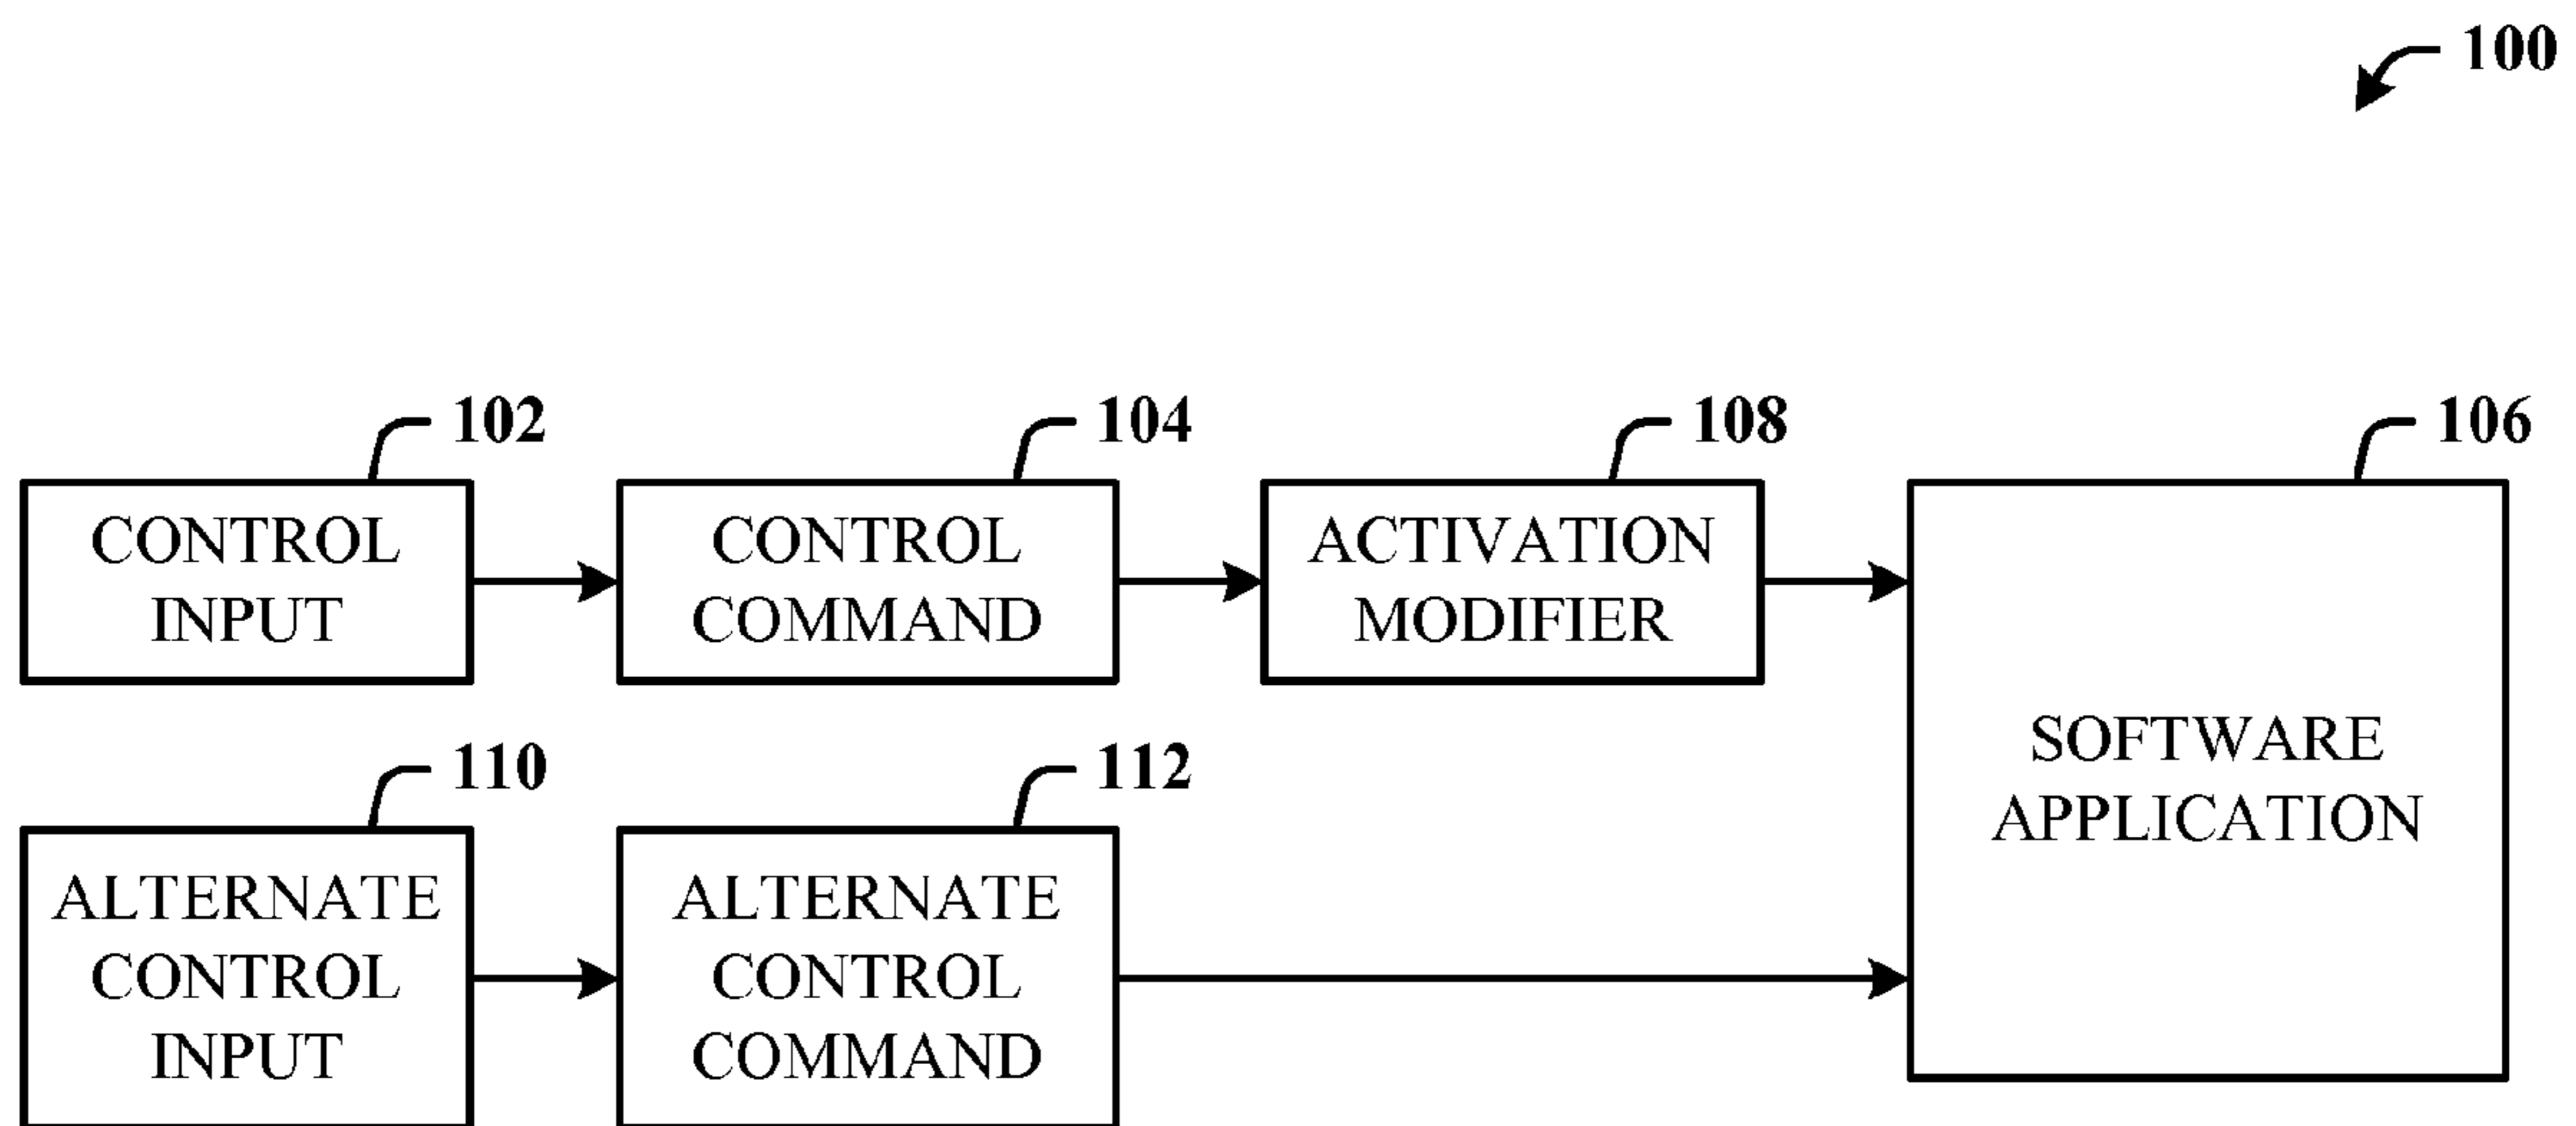 100
102
104
108
106
CONTROL
INPUT
CONTROL
COMMAND
ACTIVATION
MODIFIER
SOFTWARE
APPLICATION
110
112
ALTERNATE
CONTROL
INPUT
ALTERNATE
CONTROL
COMMAND